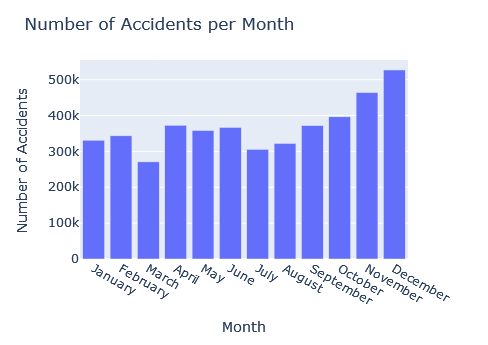 Number of Accidents per Month
Number of Accidents
500k
400k
300k
200k
100k
0
January
February
March
April
May
June
July
August
September
October
November
December
Month